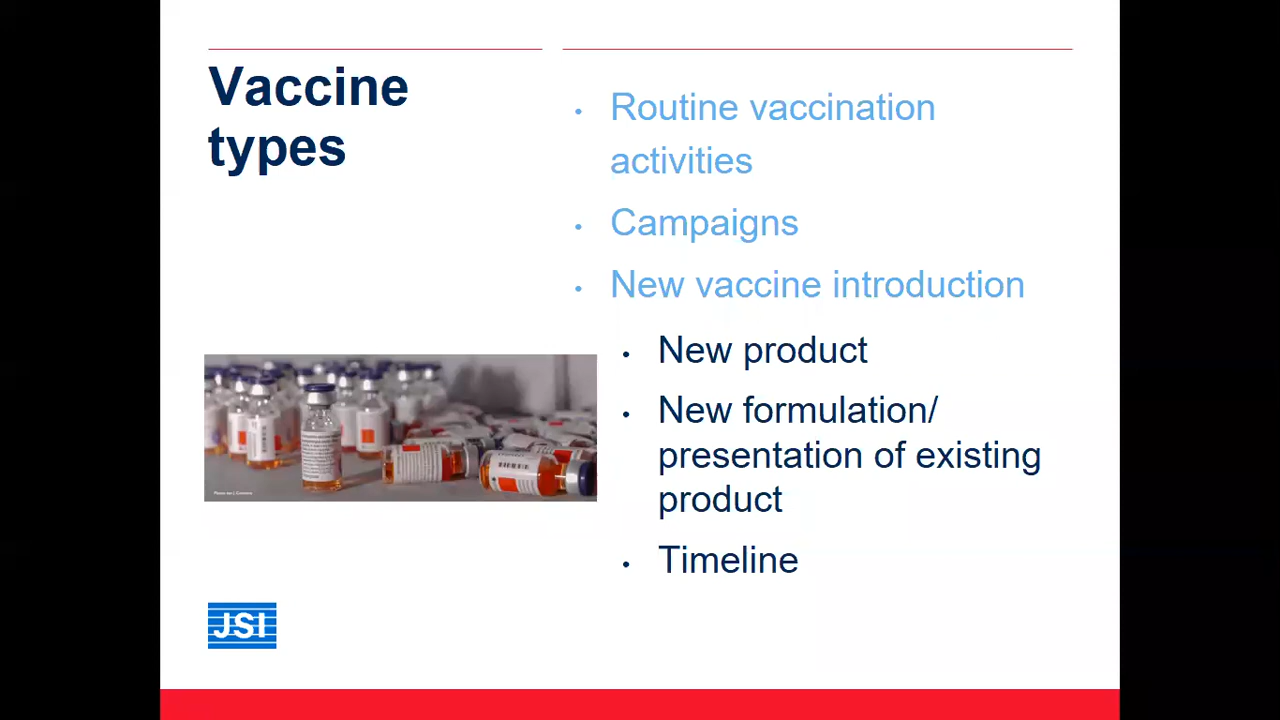 Vaccine
types
• Routine vaccination
activities
• Campaigns
• New vaccine introduction
• New product
• New formulation/
presentation of existing
product
• Timeline
JSI